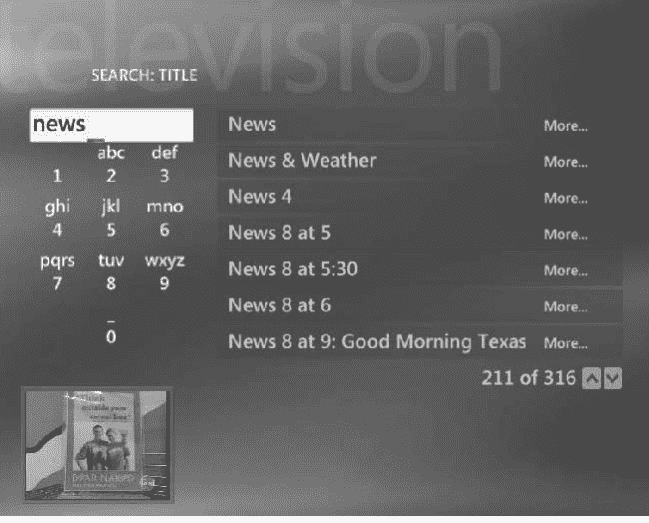 television
SEARCH: TITLE
news_
abc def
1 2 3
ghi jkl mno
4 5 6
pqrs tuv wxyz
7 8 9
_
0
News More...
News & Weather More...
News 4 More...
News 8 at 5 More...
News 8 at 5:30 More...
News 8 at 6 More...
News 8 at 9: Good Morning Texas More...
211 of 316